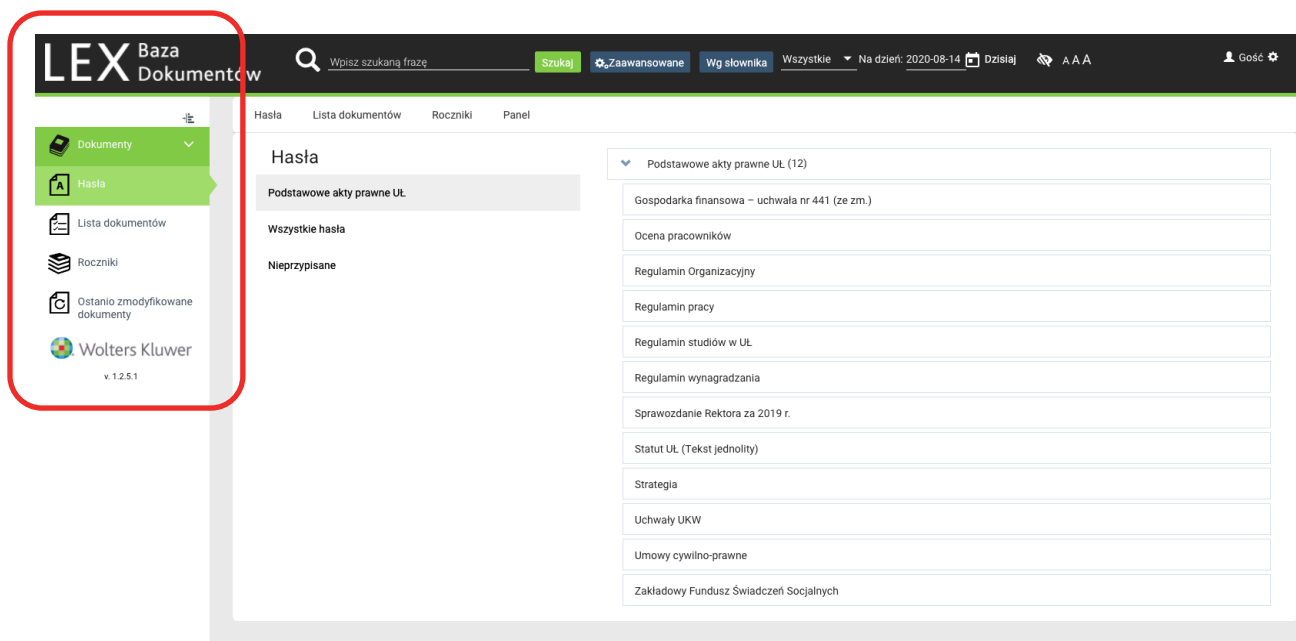 LEX Baza Dokumentów
Wpisz szukaną frazę
Szukaj
Zaawansowane
Wg słownika
Wszystkie
Na dzień: 2020-08-14
Dzisiaj
A A A
Gość
Dokumenty
Hasła
Lista dokumentów
Roczniki
Ostanio zmodyfikowane
dokumenty
Wolters Kluwer
v. 1.2.5.1
Hasła
Lista dokumentów
Roczniki
Panel
Hasła
Podstawowe akty prawne UŁ
Wszystkie hasła
Nieprzypisane
Podstawowe akty prawne UŁ (12)
Gospodarka finansowa – uchwała nr 441 (ze zm.)
Ocena pracowników
Regulamin Organizacyjny
Regulamin pracy
Regulamin studiów w UŁ
Regulamin wynagradzania
Sprawozdanie Rektora za 2019 r.
Statut UŁ (Tekst jednolity)
Strategia
Uchwały UKW
Umowy cywilno-prawne
Zakładowy Fundusz Świadczeń Socjalnych